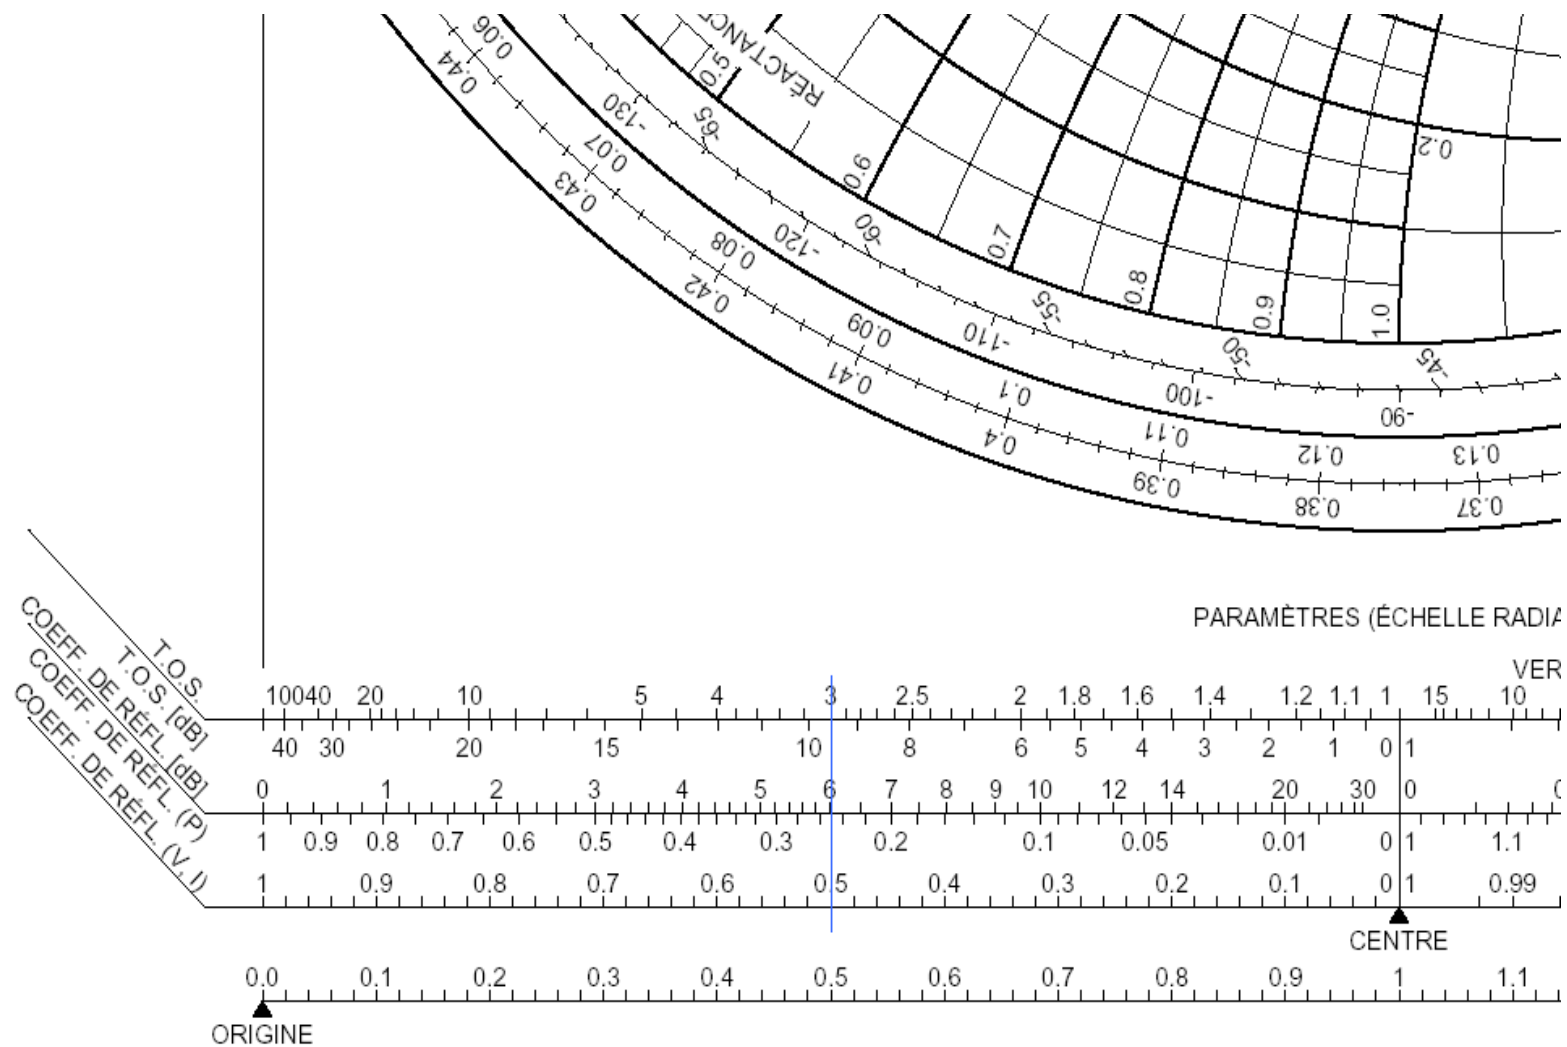 0.06
0.44
RÉACTANCE
0.5
-65
-130
0.07
0.43
0.6
-60
-120
0.08
0.42
0.7
-55
-110
0.09
0.41
0.8
-50
-100
0.1
0.4
0.9
1.0
0.2
-45
-90
0.11
0.39
0.12
0.38
0.13
0.37
PARAMÈTRES (ÉCHELLE RADIA
VER
T.O.S.
T.O.S. [dB]
COEFF. DE RÉFL. [dB]
COEFF. DE RÉFL. (P)
COEFF. DE RÉFL. (V, I)
100 40 20 10 5 4 3 2.5 2 1.8 1.6 1.4 1.2 1.1 1 15 10
40 30 20 15 10 8 6 5 4 3 2 1 0 1
0 1 2 3 4 5 6 7 8 9 10 12 14 20 30 0 0
1 0.9 0.8 0.7 0.6 0.5 0.4 0.3 0.2 0.1 0.05 0.01 0 1 1.1
1 0.9 0.8 0.7 0.6 0.5 0.4 0.3 0.2 0.1 0 1 0.99
CENTRE
0.0 0.1 0.2 0.3 0.4 0.5 0.6 0.7 0.8 0.9 1 1.1
ORIGINE